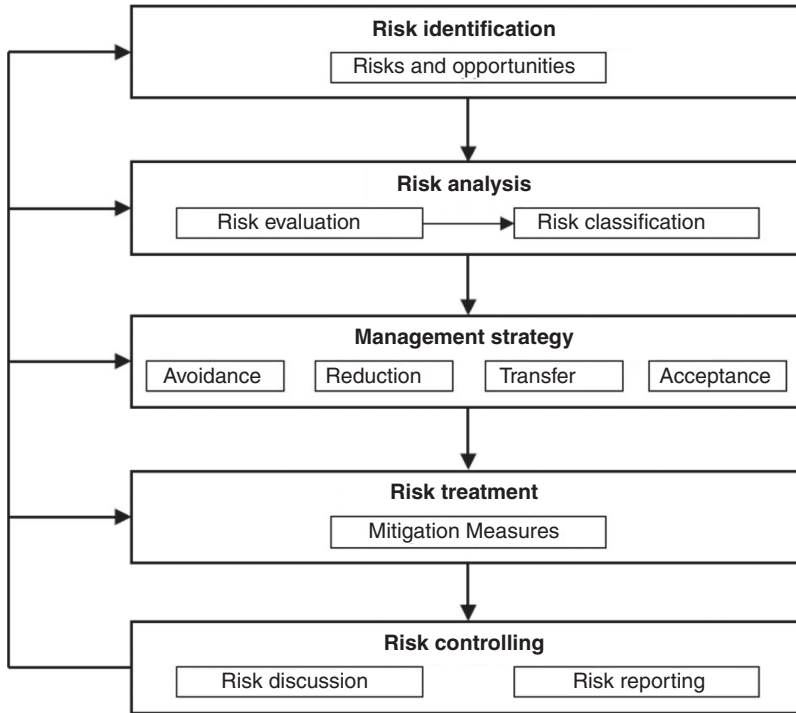 Risk identification
Risks and opportunities
Risk analysis
Risk evaluation
Risk classification
Management strategy
Avoidance
Reduction
Transfer
Acceptance
Risk treatment
Mitigation Measures
Risk controlling
Risk discussion
Risk reporting